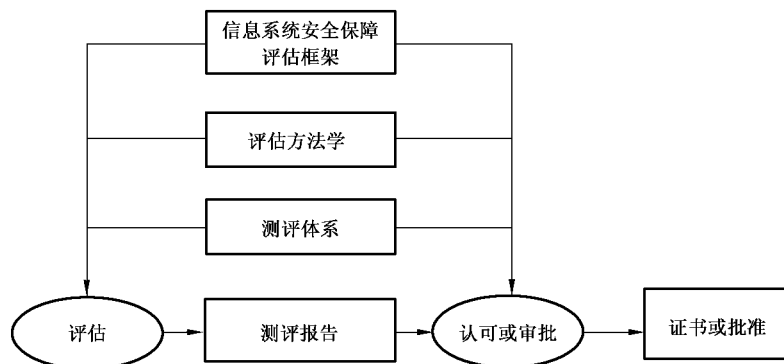 信息系统安全保障
评估框架
评估方法学
测评体系
评估
测评报告
认可或审批
证书或批准